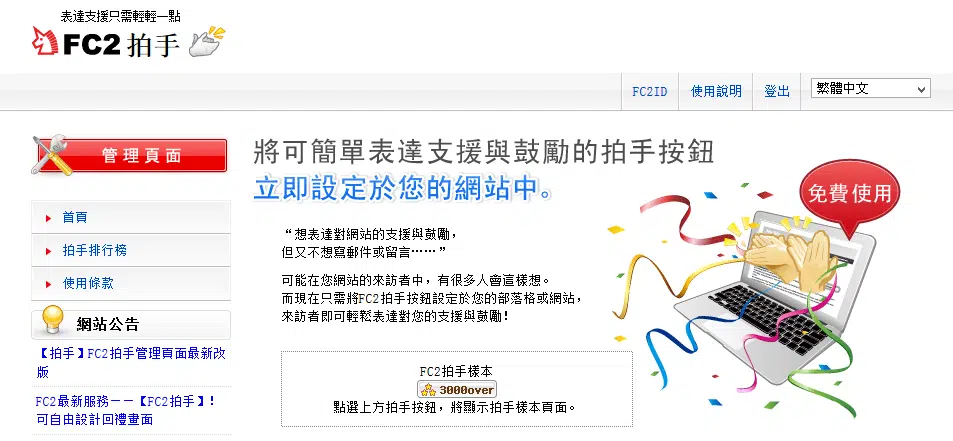 表達支援只需輕輕一點
FC2 拍手
FC2ID
使用說明
登出
繁體中文
管理頁面
將可簡單表達支援與鼓勵的拍手按鈕
立即設定於您的網站中。
免費使用
首頁
拍手排行榜
使用條款
網站公告
【拍手】FC2拍手管理頁面最新改
版
FC2最新服務－－【FC2拍手】!
可自由設計回禮畫面
“想表達對網站的支援與鼓勵，
但又不想寫郵件或留言……”
可能在您網站的來訪者中，有很多人會這樣想。
而現在只需將FC2拍手按鈕設定於您的部落格或網站，
來訪者即可輕鬆表達對您的支援與鼓勵!
FC2拍手樣本
3000over
點選上方拍手按鈕，將顯示拍手樣本頁面。